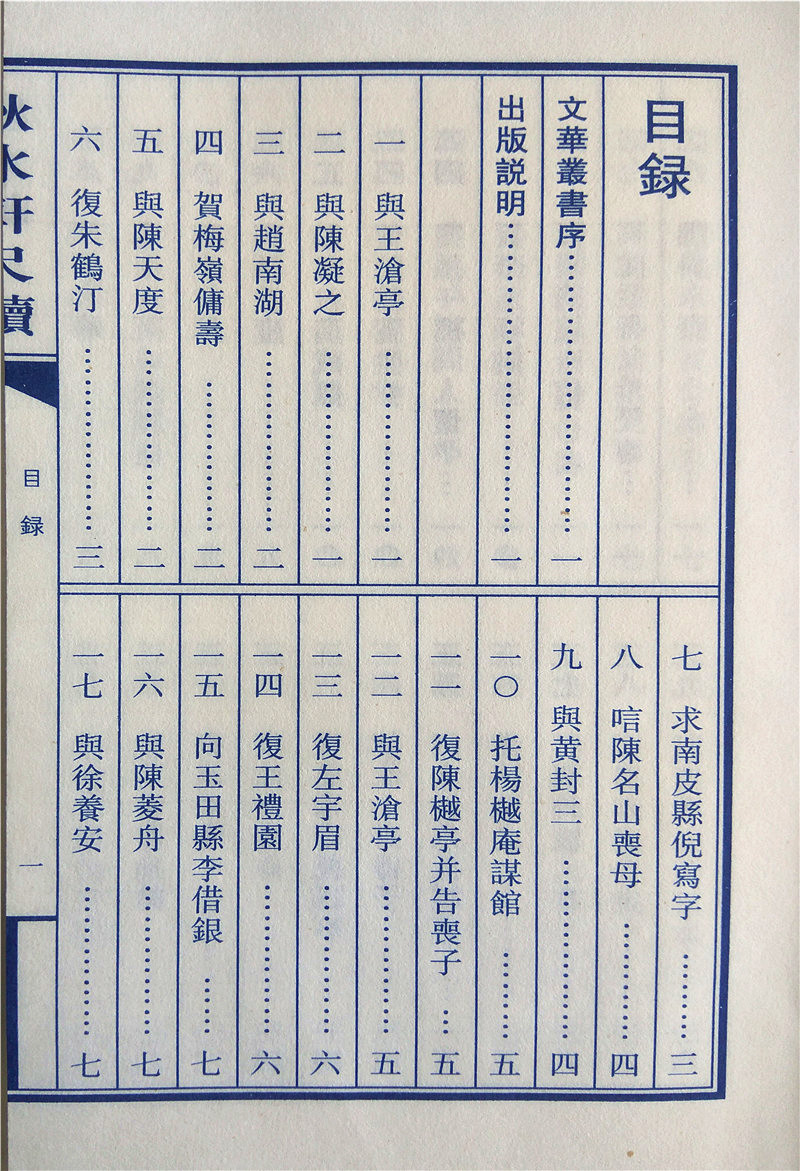 目録
文華叢書序……一
出版説明……一
一 與王滄亭……一
二 與陳凝之……一
三 與趙南湖……二
四 賀梅嶺傭壽……二
五 與陳天度……二
六 復朱鶴汀……三
七 求南皮縣倪寫字……三
八 唁陳名山喪母……四
九 與黄封三……四
一〇 托楊樾庵謀館……五
一一 復陳樾亭并告喪子……五
一二 與王滄亭……五
一三 復左宇眉……六
一四 復王禮園……六
一五 向玉田縣李借銀……七
一六 與陳菱舟……七
一七 與徐養安……七
秋水軒尺牘
目録
一